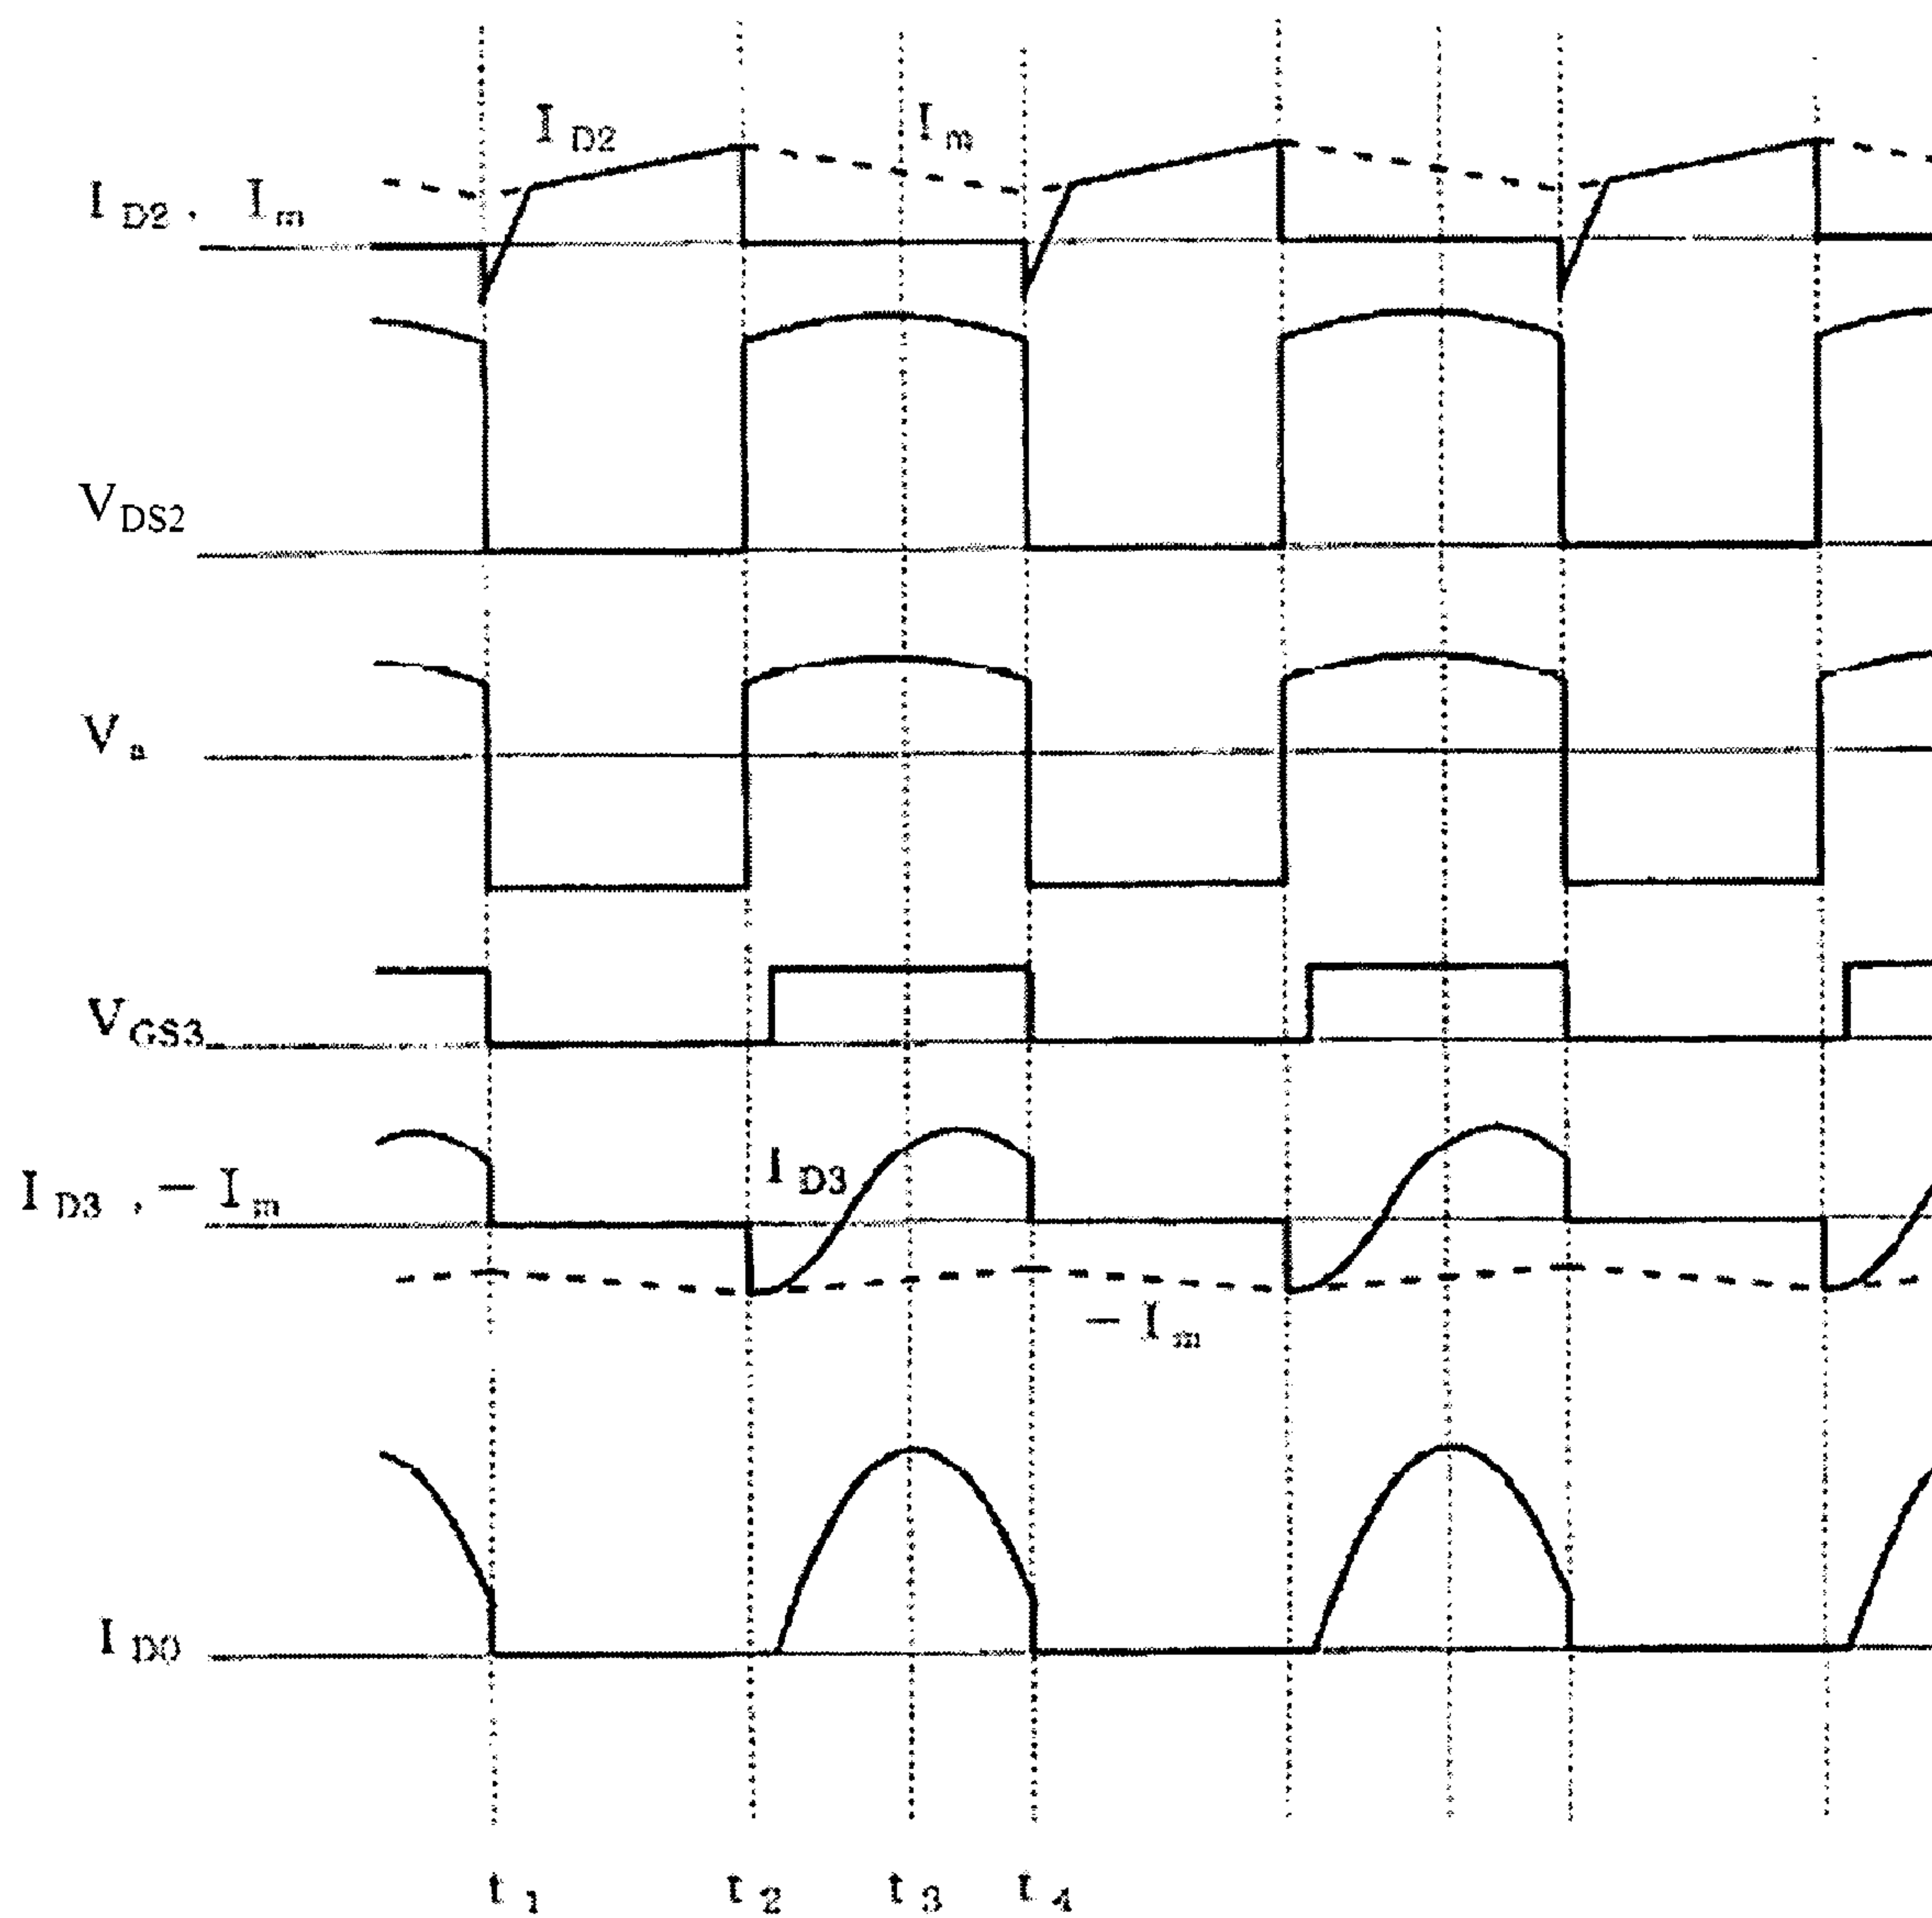 I D2
I m
I D2 , I m
V DS2
V a
V GS3
I D3
I D3 , − I m
− I m
I D0
t 1 t 2 t 3 t 4